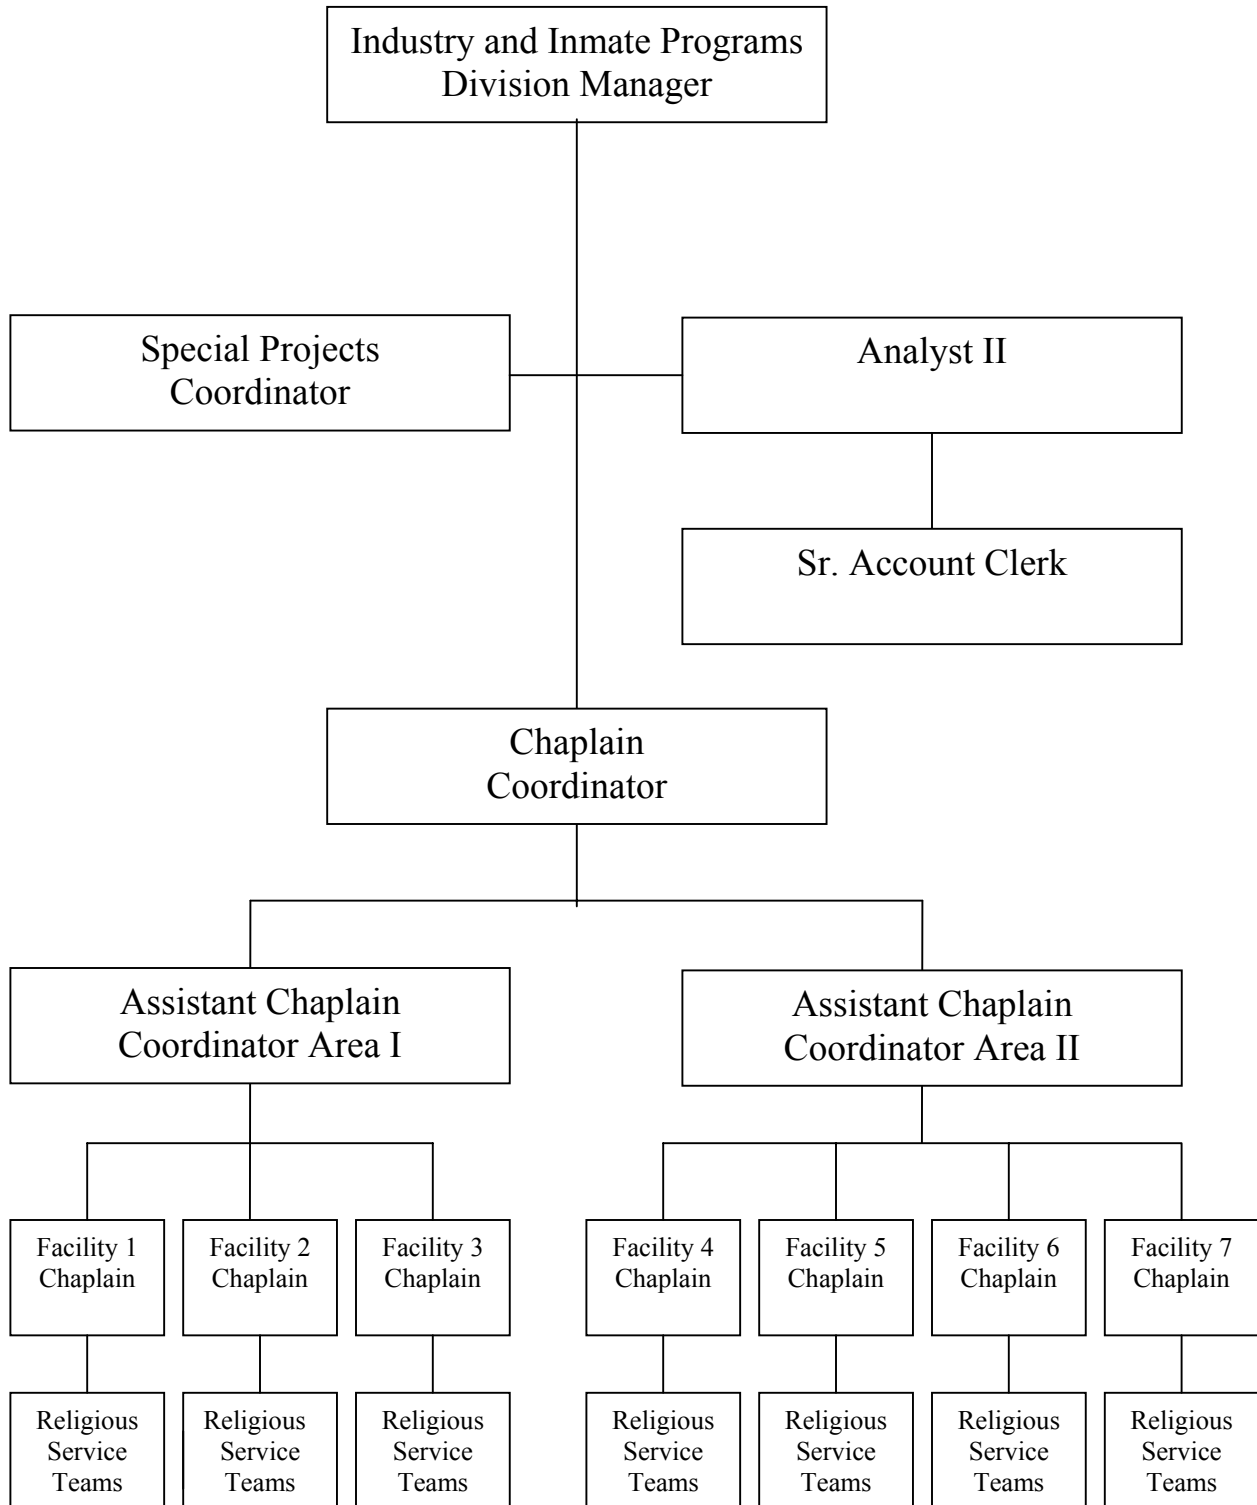 Industry and Inmate Programs
Division Manager
Special Projects
Coordinator
Analyst II
Sr. Account Clerk
Chaplain
Coordinator
Assistant Chaplain
Coordinator Area I
Assistant Chaplain
Coordinator Area II
Facility 1
Chaplain
Facility 2
Chaplain
Facility 3
Chaplain
Facility 4
Chaplain
Facility 5
Chaplain
Facility 6
Chaplain
Facility 7
Chaplain
Religious
Service
Teams
Religious
Service
Teams
Religious
Service
Teams
Religious
Service
Teams
Religious
Service
Teams
Religious
Service
Teams
Religious
Service
Teams